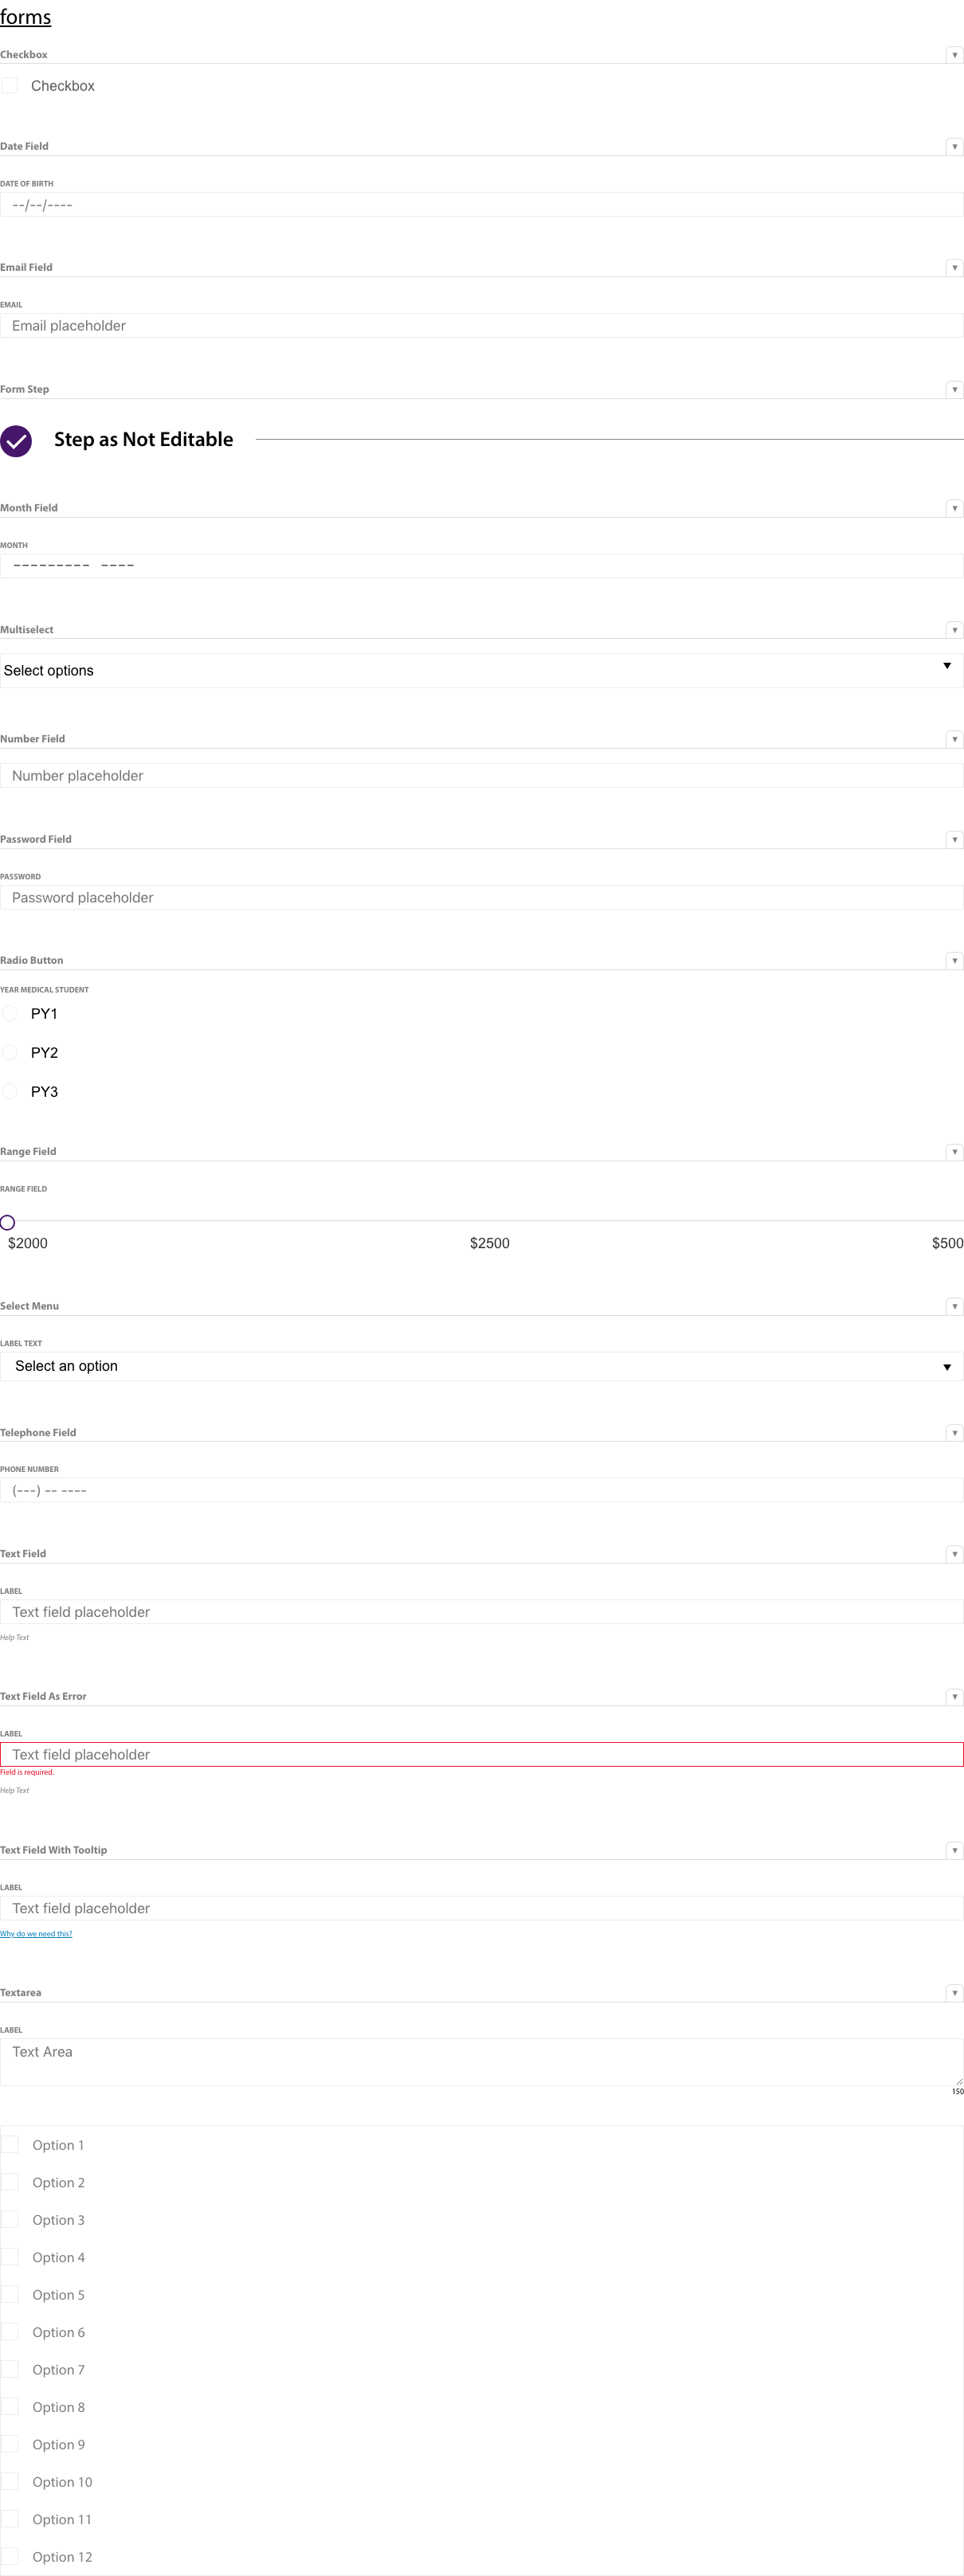 forms
Checkbox
Checkbox
Date Field
DATE OF BIRTH
--/--/----
Email Field
EMAIL
Email placeholder
Form Step
Step as Not Editable
Month Field
MONTH
--------- ----
Multiselect
Select options
Number Field
Number placeholder
Password Field
PASSWORD
Password placeholder
Radio Button
YEAR MEDICAL STUDENT
PY1
PY2
PY3
Range Field
RANGE FIELD
$2000 $2500 $500
Select Menu
LABEL TEXT
Select an option
Telephone Field
PHONE NUMBER
(---) -- ----
Text Field
LABEL
Text field placeholder
Help Text
Text Field As Error
LABEL
Text field placeholder
Field is required.
Help Text
Text Field With Tooltip
LABEL
Text field placeholder
Why do we need this?
Textarea
LABEL
Text Area
150
Option 1
Option 2
Option 3
Option 4
Option 5
Option 6
Option 7
Option 8
Option 9
Option 10
Option 11
Option 12